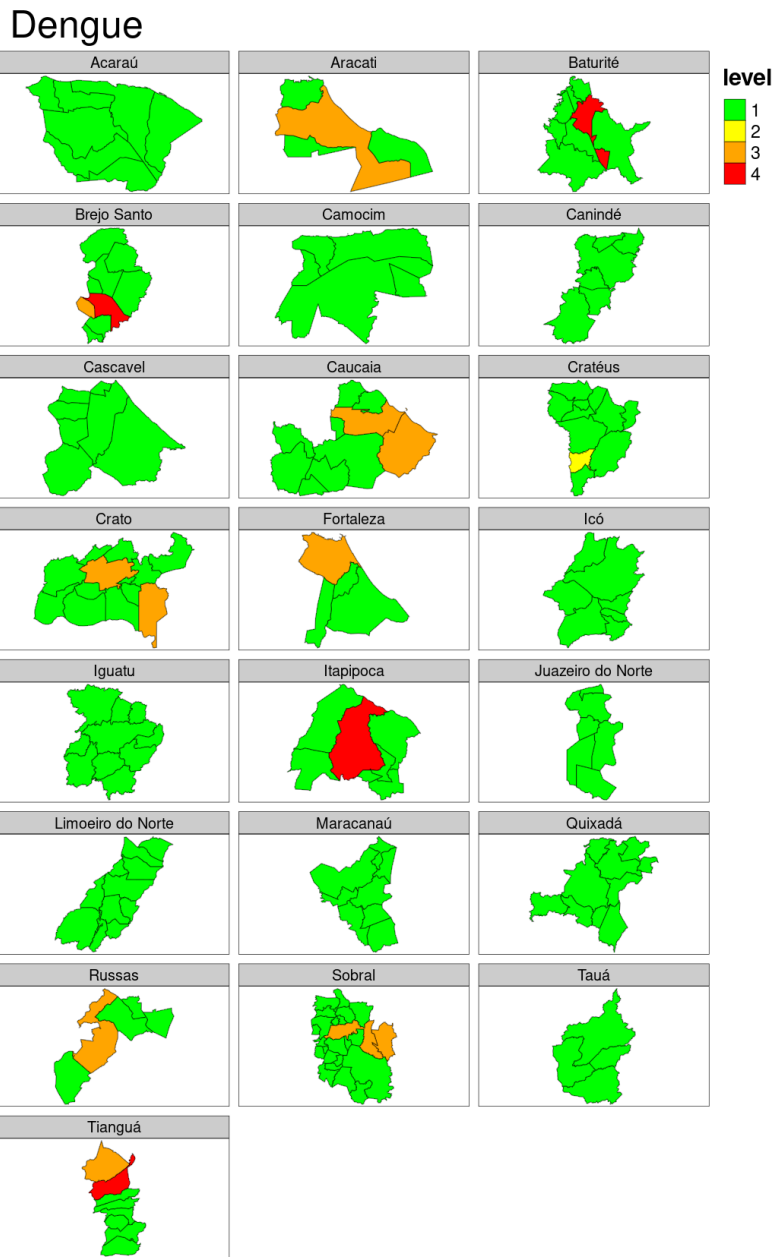 Dengue
Acaraú
Aracati
Baturité
level
1
2
3
4
Brejo Santo
Camocim
Canindé
Cascavel
Caucaia
Cratéus
Crato
Fortaleza
Icó
Iguatu
Itapipoca
Juazeiro do Norte
Limoeiro do Norte
Maracanaú
Quixadá
Russas
Sobral
Tauá
Tianguá